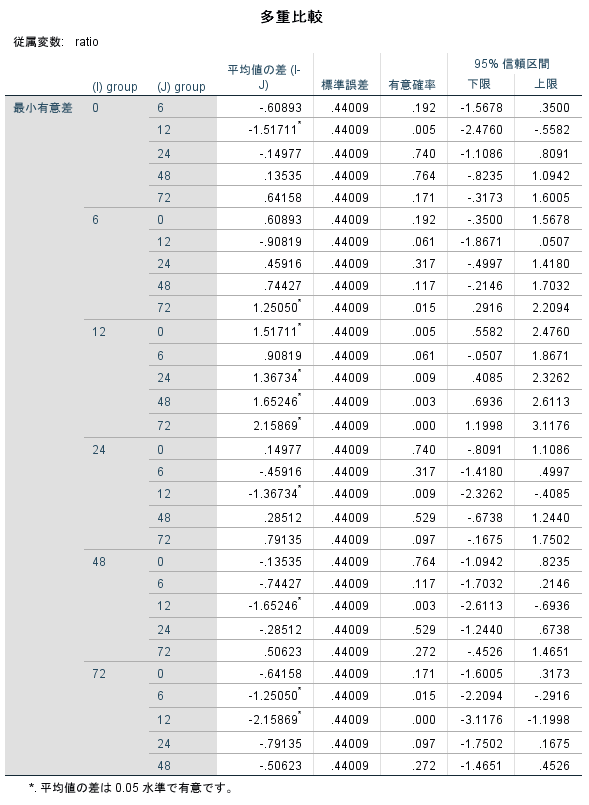 多重比較
従属変数: ratio
95% 信頼区間
(I) group (J) group 平均値の差 (I-J) 標準誤差 有意確率 下限 上限
最小有意差 0 6 -.60893 .44009 .192 -1.5678 .3500
12 -1.51711* .44009 .005 -2.4760 -.5582
24 -.14977 .44009 .740 -1.1086 .8091
48 .13535 .44009 .764 -.8235 1.0942
72 .64158 .44009 .171 -.3173 1.6005
6 0 .60893 .44009 .192 -.3500 1.5678
12 -.90819 .44009 .061 -1.8671 .0507
24 .45916 .44009 .317 -.4997 1.4180
48 .74427 .44009 .117 -.2146 1.7032
72 1.25050* .44009 .015 .2916 2.2094
12 0 1.51711* .44009 .005 .5582 2.4760
6 .90819 .44009 .061 -.0507 1.8671
24 1.36734* .44009 .009 .4085 2.3262
48 1.65246* .44009 .003 .6936 2.6113
72 2.15869* .44009 .000 1.1998 3.1176
24 0 .14977 .44009 .740 -.8091 1.1086
6 -.45916 .44009 .317 -1.4180 .4997
12 -1.36734* .44009 .009 -2.3262 -.4085
48 .28512 .44009 .529 -.6738 1.2440
72 .79135 .44009 .097 -.1675 1.7502
48 0 -.13535 .44009 .764 -1.0942 .8235
6 -.74427 .44009 .117 -1.7032 .2146
12 -1.65246* .44009 .003 -2.6113 -.6936
24 -.28512 .44009 .529 -1.2440 .6738
72 .50623 .44009 .272 -.4526 1.4651
72 0 -.64158 .44009 .171 -1.6005 .3173
6 -1.25050* .44009 .015 -2.2094 -.2916
12 -2.15869* .44009 .000 -3.1176 -1.1998
24 -.79135 .44009 .097 -1.7502 .1675
48 -.50623 .44009 .272 -1.4651 .4526
*. 平均値の差は 0.05 水準で有意です。